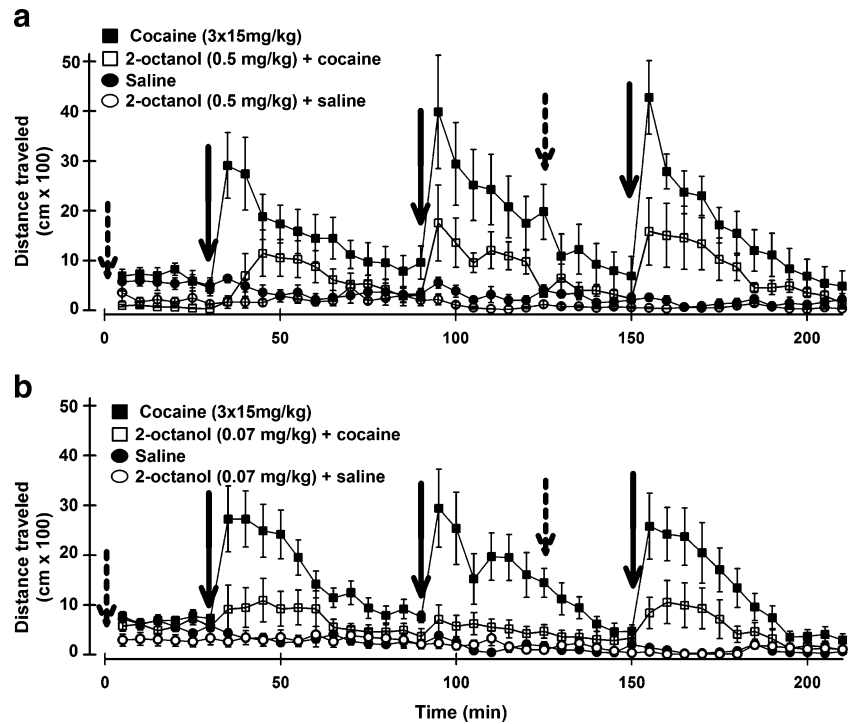 a
Cocaine (3x15mg/kg)
2-octanol (0.5 mg/kg) + cocaine
Saline
2-octanol (0.5 mg/kg) + saline
Distance traveled
(cm x 100)
50
40
30
20
10
0
0 50 100 150 200
b
Cocaine (3x15mg/kg)
2-octanol (0.07 mg/kg) + cocaine
Saline
2-octanol (0.07 mg/kg) + saline
Distance traveled
(cm x 100)
50
40
30
20
10
0
0 50 100 150 200
Time (min)